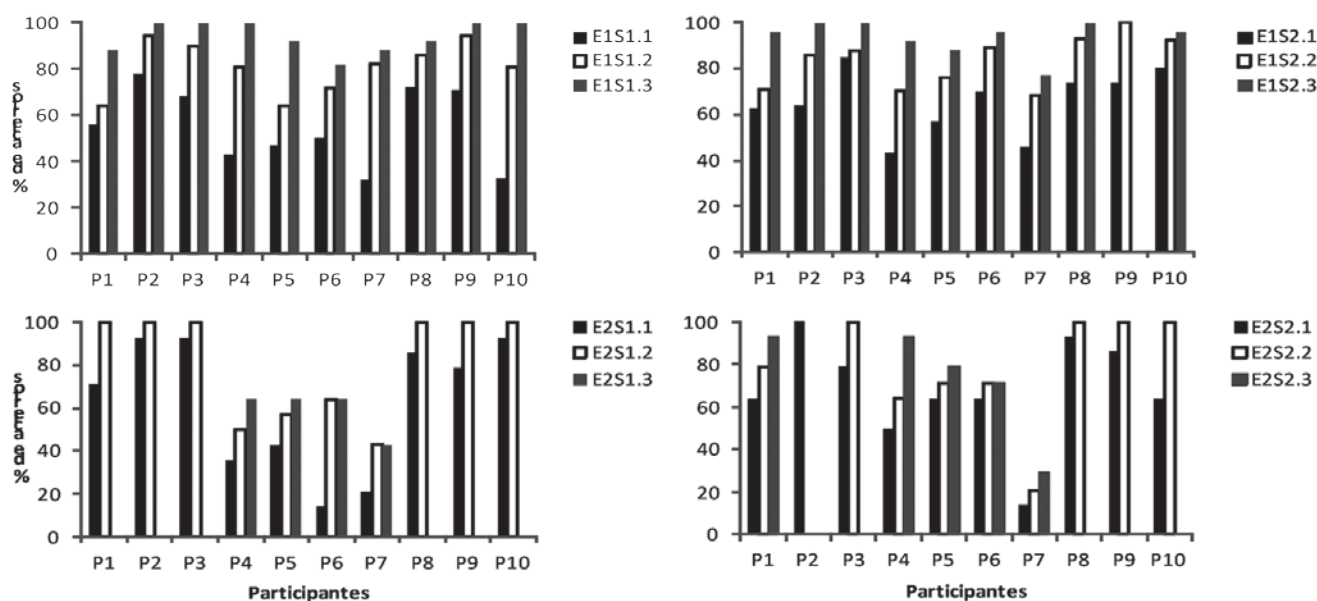 % de acertos
100
80
60
40
20
0
P1 P2 P3 P4 P5 P6 P7 P8 P9 P10
E1S1.1
E1S1.2
E1S1.3
100
80
60
40
20
0
P1 P2 P3 P4 P5 P6 P7 P8 P9 P10
E1S2.1
E1S2.2
E1S2.3
% de acertos
100
80
60
40
20
0
P1 P2 P3 P4 P5 P6 P7 P8 P9 P10
Participantes
E2S1.1
E2S1.2
E2S1.3
100
80
60
40
20
0
P1 P2 P3 P4 P5 P6 P7 P8 P9 P10
Participantes
E2S2.1
E2S2.2
E2S2.3